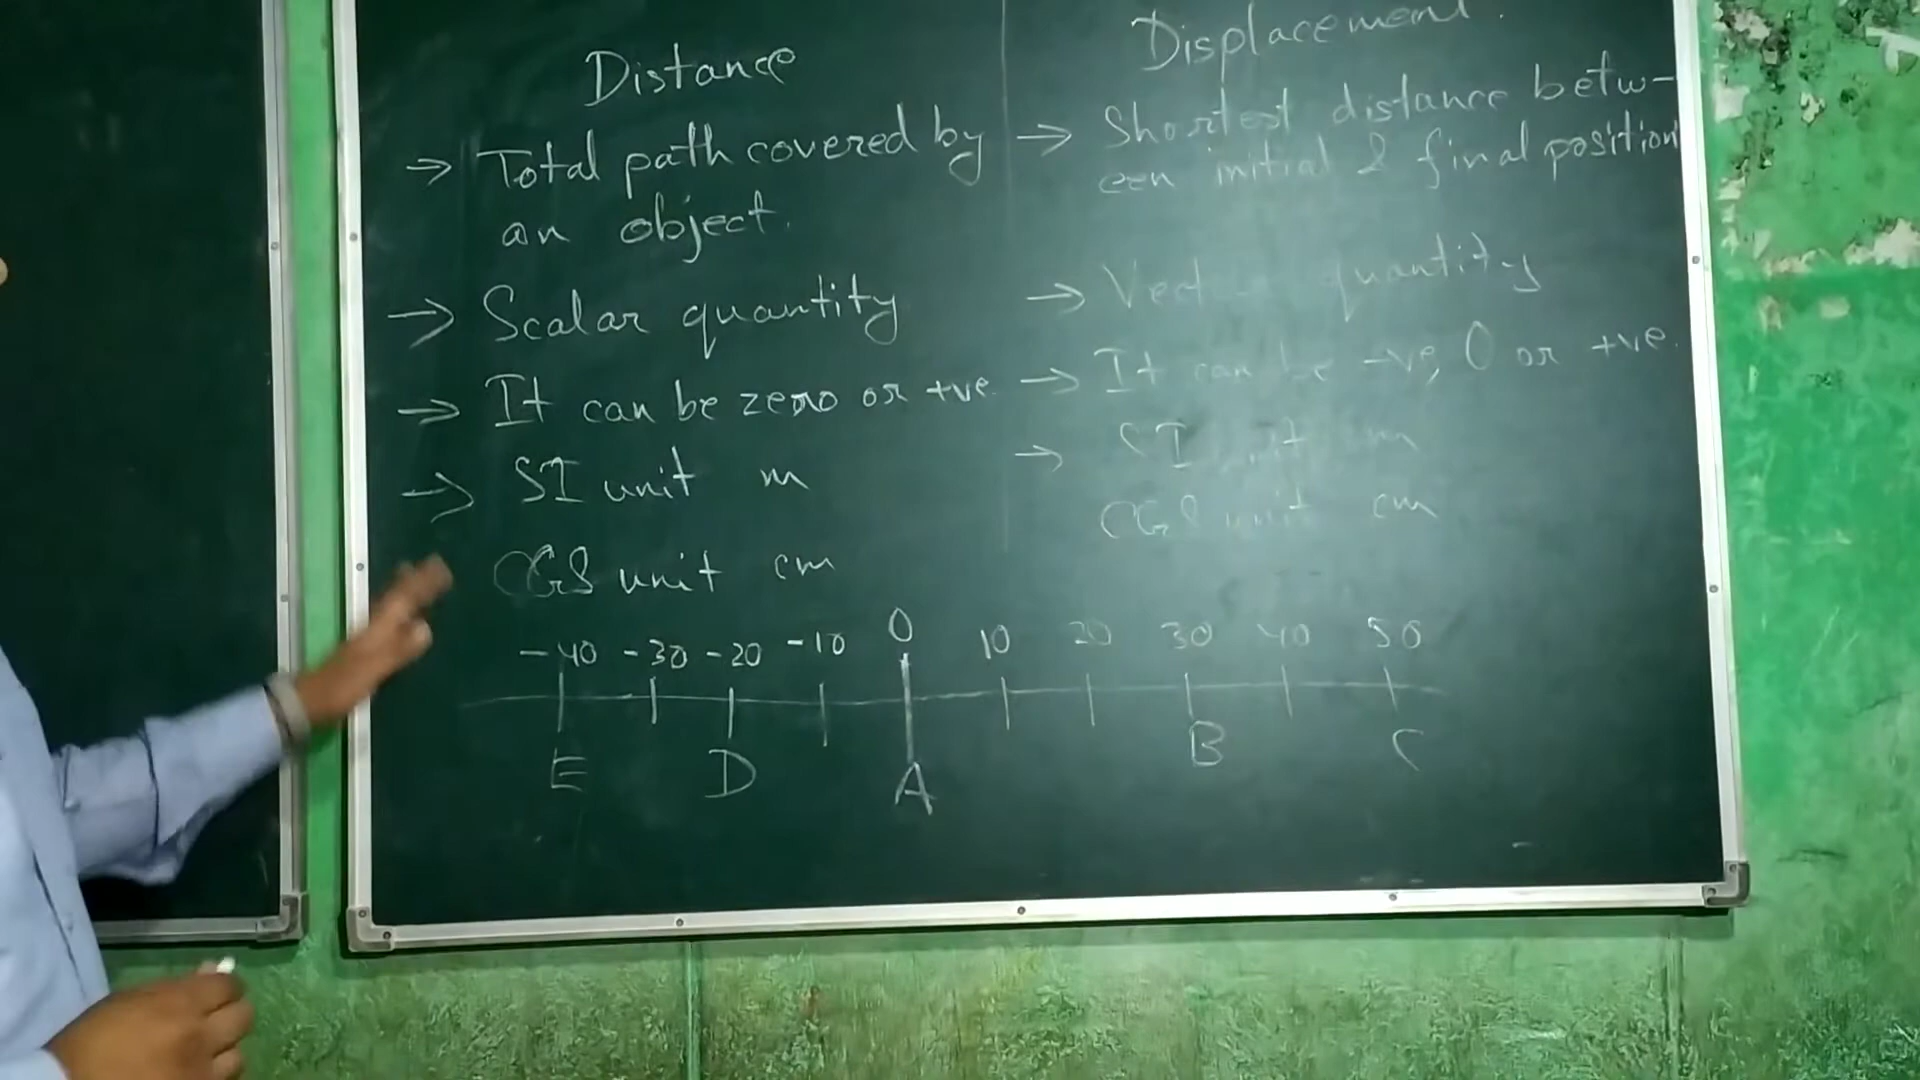 Distance
→ Total path covered by
an object.
→ Scalar quantity
→ It can be zero or +ve.
→ SI unit m
CGS unit cm
Displacement.
→ Shortest distance betw-
een initial & final position
→ Vector quantity
→ It can be -ve, 0 or +ve.
→ SI unit m
CGS unit cm
-40 -30 -20 -10 0 10 20 30 40 50
E D A B C